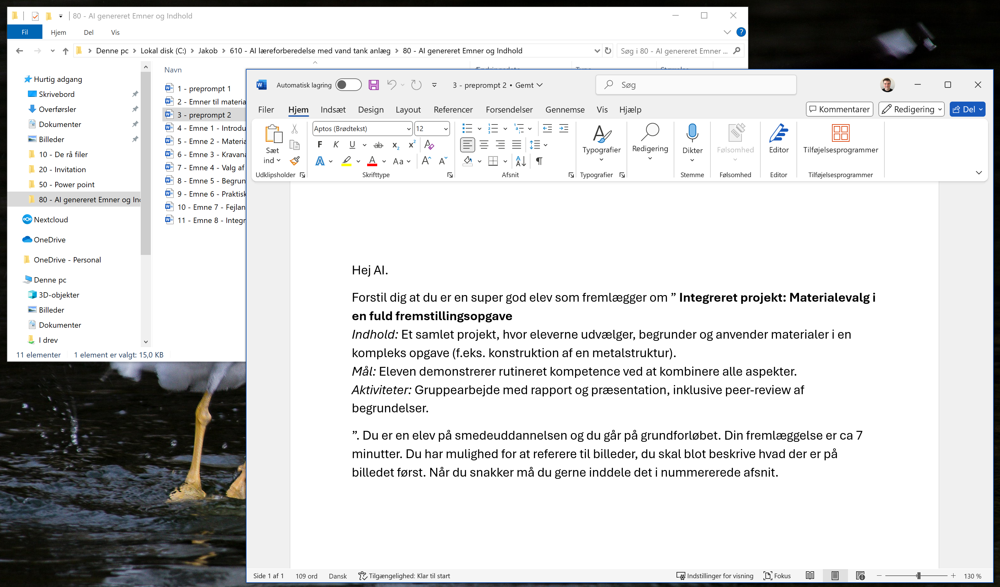 80 - AI genereret Emner og Indhold
Fil Hjem Del Vis
Denne pc Lokal disk (C:) Jakob 610 - AI læreforberedelse med vand tank anlæg 80 - AI genereret Emner og Indhold
Søg i 80 - AI genereret Emner ...
Hurtig adgang
Skrivebord
Overførsler
Dokumenter
Billeder
10 - De rå filer
20 - Invitation
50 - Power point
80 - AI genereret Emner og Ind
Nextcloud
OneDrive
OneDrive - Personal
Denne pc
3D-objekter
Billeder
Dokumenter
I drev
Navn
1 - preprompt 1
2 - Emner til materia
3 - preprompt 2
4 - Emne 1 - Introdu
5 - Emne 2 - Materia
6 - Emne 3 - Kravana
7 - Emne 4 - Valg af
8 - Emne 5 - Begrun
9 - Emne 6 - Praktisk
10 - Emne 7 - Fejlan
11 - Emne 8 - Integr
11 elementer 1 element er valgt: 15,0 KB
Automatisk lagring 3 - preprompt 2 • Gemt Søg
Filer Hjem Indsæt Design Layout Referencer Forsendelser Gennemse Vis Hjælp Kommentarer Redigering Del
Sæt ind
Aptos (Brødtekst) 12
F K U ab x₂ x²
Aa
Typografier Redigering Dikter Følsomhed Editor Tilføjelsesprogrammer
Udklipsholder Skrifttype Afsnit Typografier Stemme Følsomhed Editor Tilføjelsesprogrammer
Hej AI.
Forstil dig at du er en super god elev som fremlægger om ” Integreret projekt: Materialevalg i
en fuld fremstillingsopgave
Indhold: Et samlet projekt, hvor eleverne udvælger, begrunder og anvender materialer i en
kompleks opgave (f.eks. konstruktion af en metalstruktur).
Mål: Eleven demonstrerer rutineret kompetence ved at kombinere alle aspekter.
Aktiviteter: Gruppearbejde med rapport og præsentation, inklusive peer-review af
begrundelser.
”. Du er en elev på smedeuddannelsen og du går på grundforløbet. Din fremlæggelse er ca 7
minutter. Du har mulighed for at referere til billeder, du skal blot beskrive hvad der er på
billedet først. Når du snakker må du gerne inddele det i nummererede afsnit.
Side 1 af 1 109 ord Dansk Tilgængelighed: Klar til start Indstillinger for visning Fokus 130 %